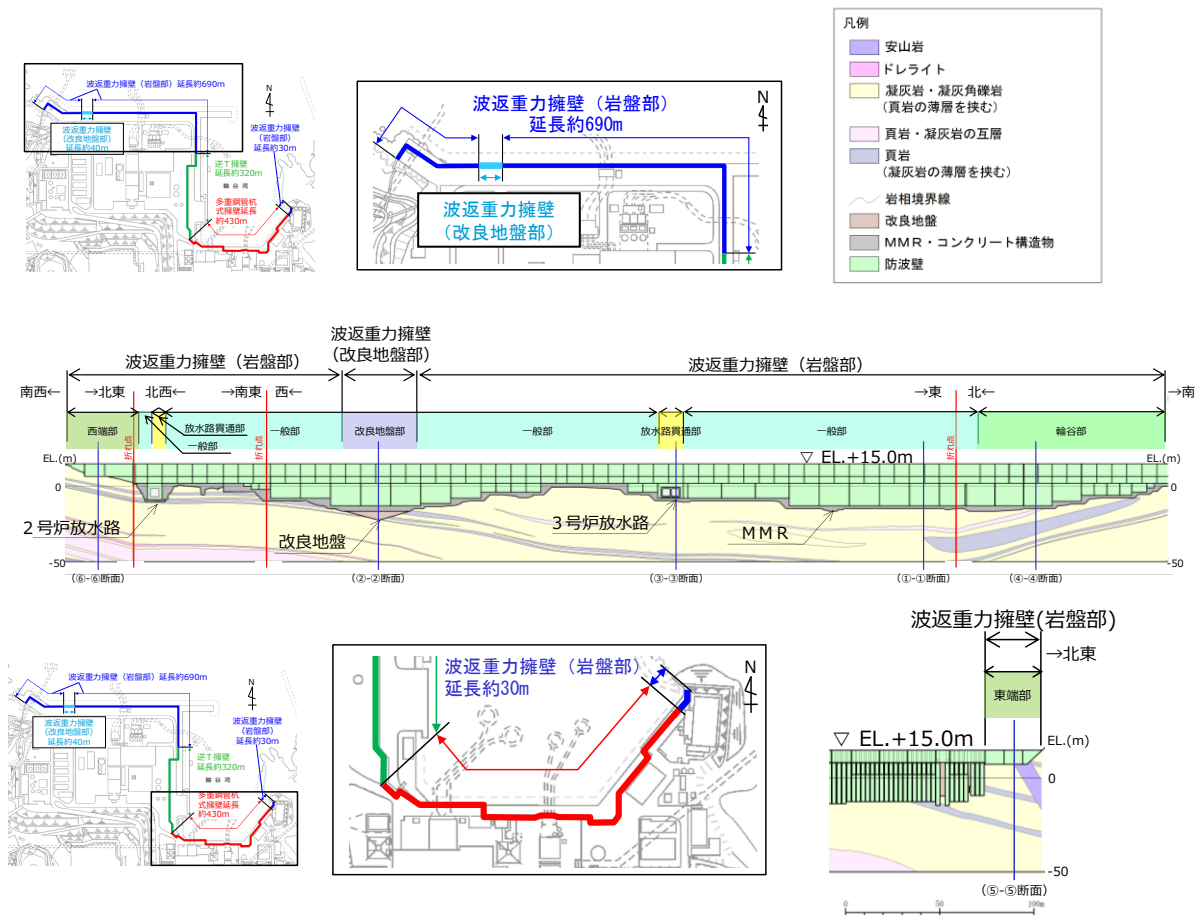 凡例
安山岩
ドレライト
凝灰岩・凝灰角礫岩
(頁岩の薄層を挟む)
頁岩・凝灰岩の互層
頁岩
(凝灰岩の薄層を挟む)
岩相境界線
改良地盤
MMR・コンクリート構造物
防波壁
波返重力擁壁(岩盤部)延長約690m
波返重力擁壁
(改良地盤部)
延長約40m
N
波返重力擁壁
(岩盤部)
延長約30m
逆T擁壁
延長約320m
輪谷湾
多重鋼管杭
式擁壁延長
約430m
波返重力擁壁(岩盤部)
延長約690m
N
波返重力擁壁
(改良地盤部)
波返重力擁壁(岩盤部)
波返重力擁壁
(改良地盤部)
波返重力擁壁(岩盤部)
南西←
→北東
北西←
→南東
西←
→東
北←
→南
西端部
折れ点
放水路貫通部
一般部
折れ点
一般部
改良地盤部
一般部
放水路貫通部
一般部
折れ点
輪谷部
EL.(m)
▽ EL.+15.0m
EL.(m)
0
0
2号炉放水路
改良地盤
3号炉放水路
MMR
-50
-50
(⑥-⑥断面)
(②-②断面)
(③-③断面)
(①-①断面)
(④-④断面)
波返重力擁壁(岩盤部)延長約690m
波返重力擁壁
(改良地盤部)
延長約40m
N
波返重力擁壁
(岩盤部)
延長約30m
逆T擁壁
延長約320m
輪谷湾
多重鋼管杭
式擁壁延長
約430m
波返重力擁壁(岩盤部)
延長約30m
N
波返重力擁壁(岩盤部)
→北東
東端部
▽ EL.+15.0m
EL.(m)
0
-50
(⑤-⑤断面)
0
50
100m